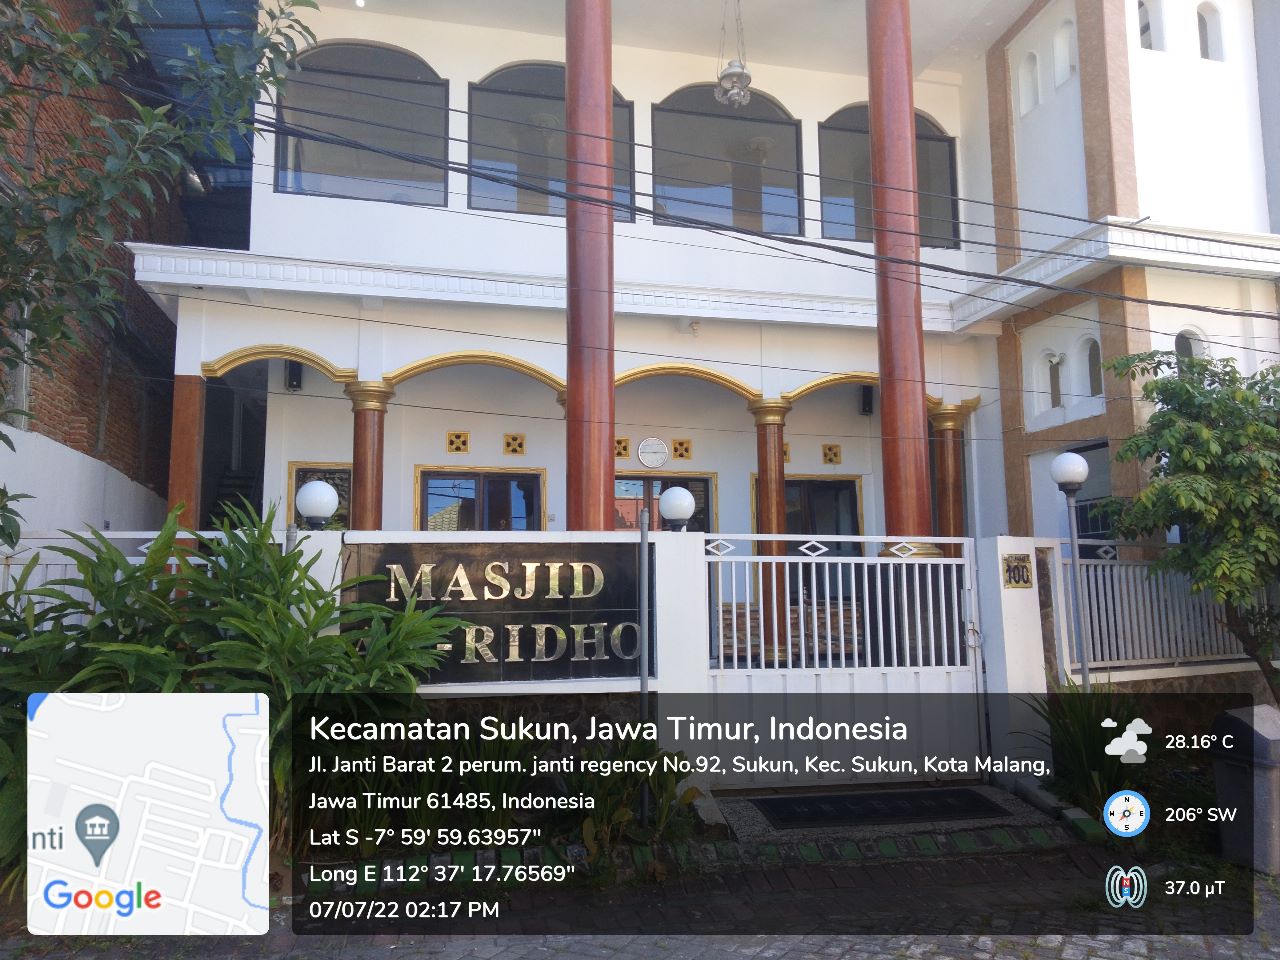 MASJID
-RIDHO
100
Kecamatan Sukun, Jawa Timur, Indonesia
Jl. Janti Barat 2 perum. janti regency No.92, Sukun, Kec. Sukun, Kota Malang,
Jawa Timur 61485, Indonesia
Lat S -7° 59' 59.63957"
Long E 112° 37' 17.76569"
07/07/22 02:17 PM
anti
Google
28.16° C
N
E
S
206° SW
N
S
37.0 µT